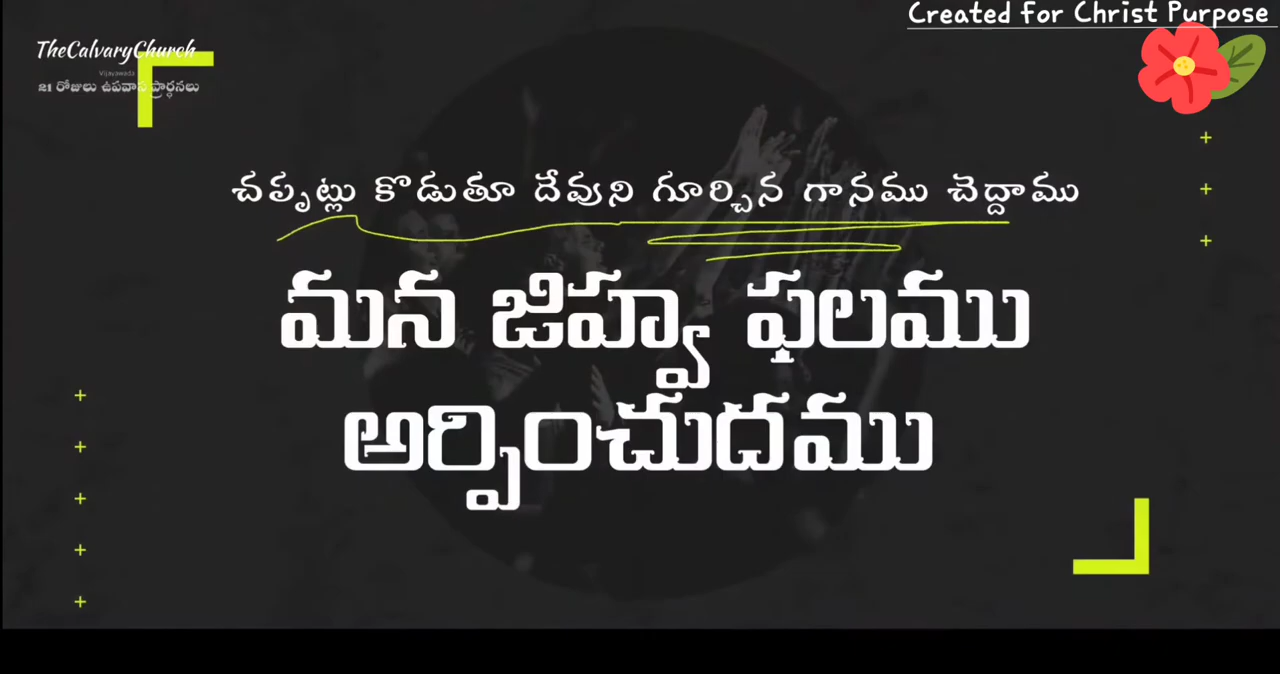 Created for Christ Purpose
TheCalvaryChurch
Vijayawada
21 రోజులు ఉపవాస ప్రార్థనలు
చప్పట్లు కొడుతూ దేవుని గూర్చిన గానము చెద్దాము
మన జిహ్వా ఫలము
అర్పించుదము